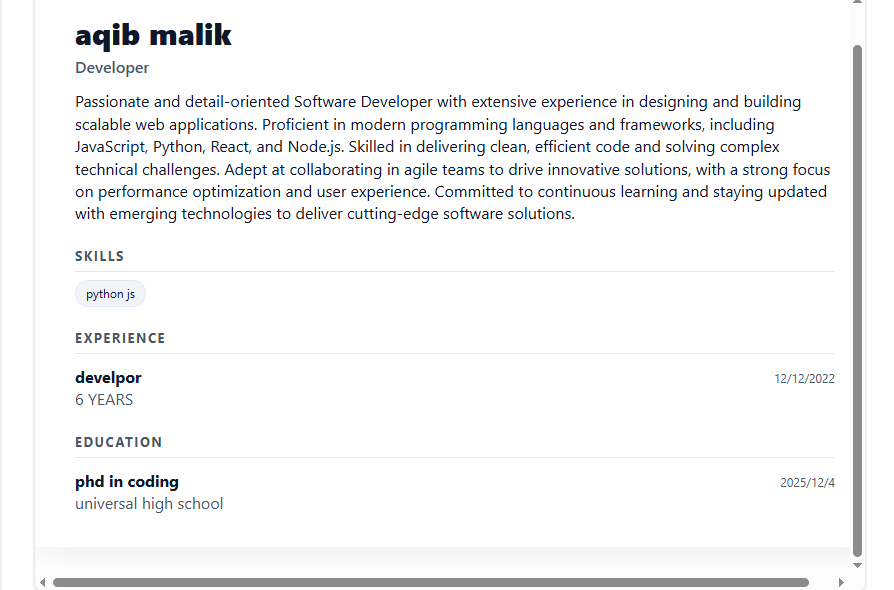 aqib malik
Developer
Passionate and detail-oriented Software Developer with extensive experience in designing and building
scalable web applications. Proficient in modern programming languages and frameworks, including
JavaScript, Python, React, and Node.js. Skilled in delivering clean, efficient code and solving complex
technical challenges. Adept at collaborating in agile teams to drive innovative solutions, with a strong focus
on performance optimization and user experience. Committed to continuous learning and staying updated
with emerging technologies to deliver cutting-edge software solutions.
SKILLS
python js
EXPERIENCE
develpor 12/12/2022
6 YEARS
EDUCATION
phd in coding 2025/12/4
universal high school